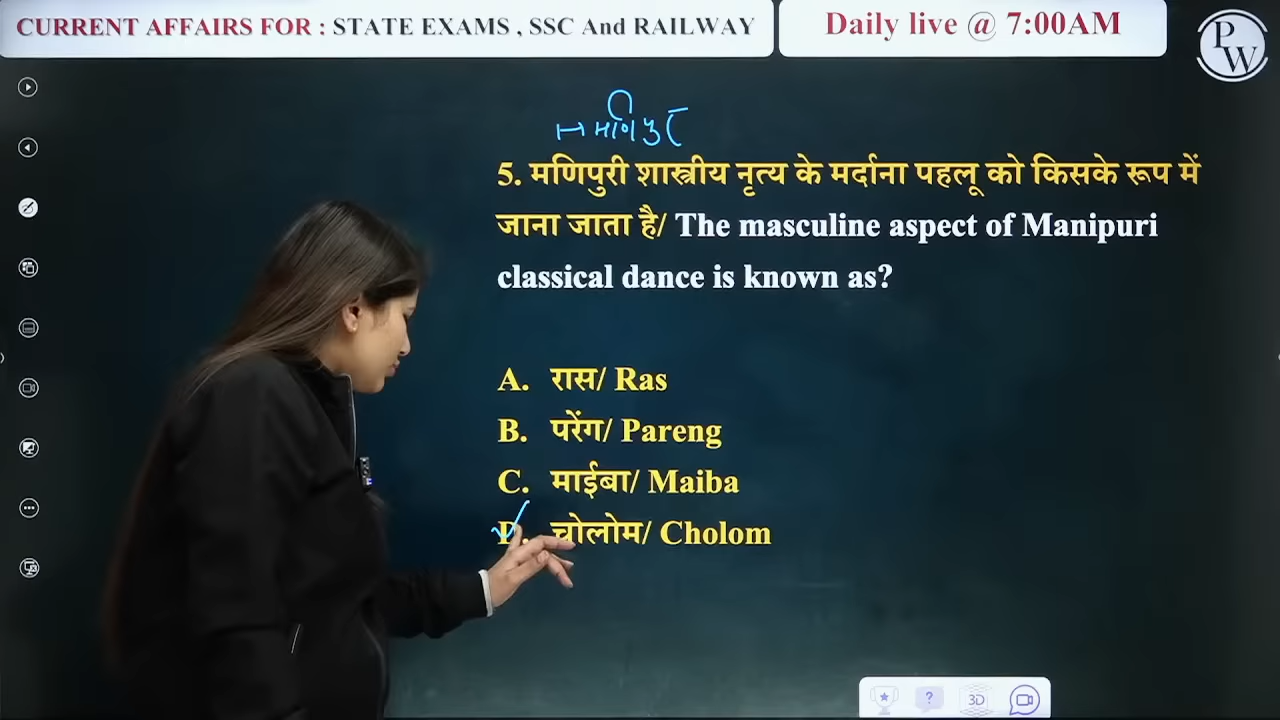 CURRENT AFFAIRS FOR : STATE EXAMS , SSC And RAILWAY
Daily live @ 7:00AM
PW
→ मणिपुर
5. मणिपुरी शास्त्रीय नृत्य के मर्दाना पहलू को किसके रूप में
जाना जाता है/ The masculine aspect of Manipuri
classical dance is known as?
A. रास/ Ras
B. परेंग/ Pareng
C. माईबा/ Maiba
D. चोलोम/ Cholom
?
3D